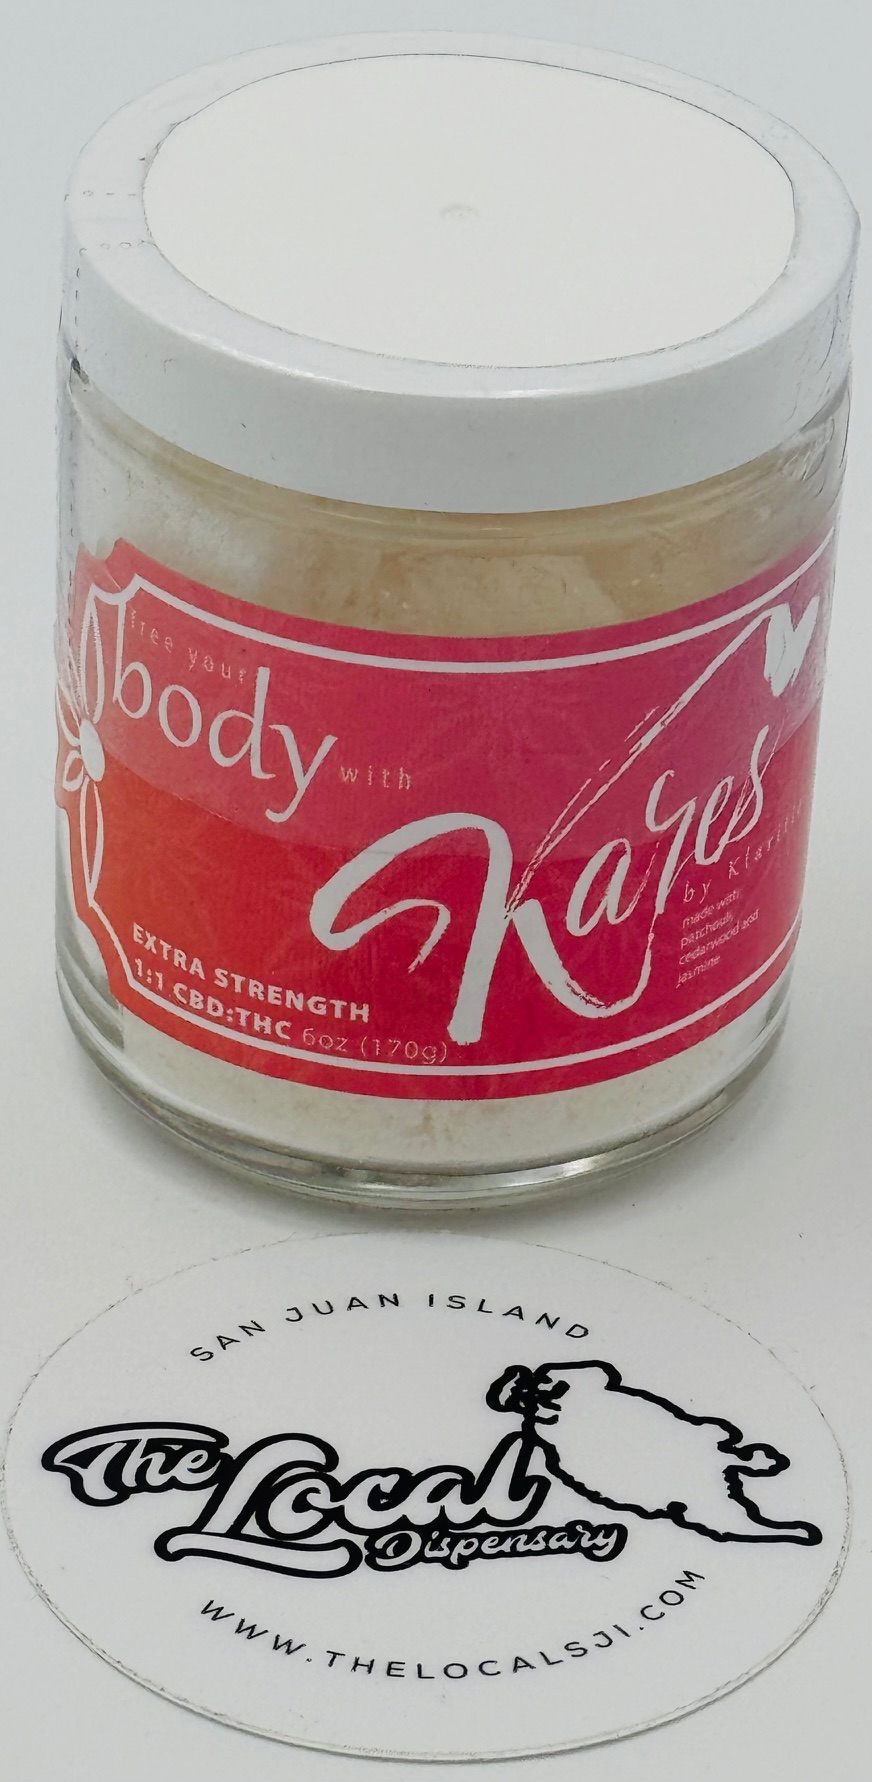 free your
body with
Kares
by Klaritie
made with
patchouli,
cedarwood and
jasmine
EXTRA STRENGTH
1:1 CBD:THC 6oz (170g)
SAN JUAN ISLAND
The Local
Dispensary
WWW.THELOCALSJI.COM